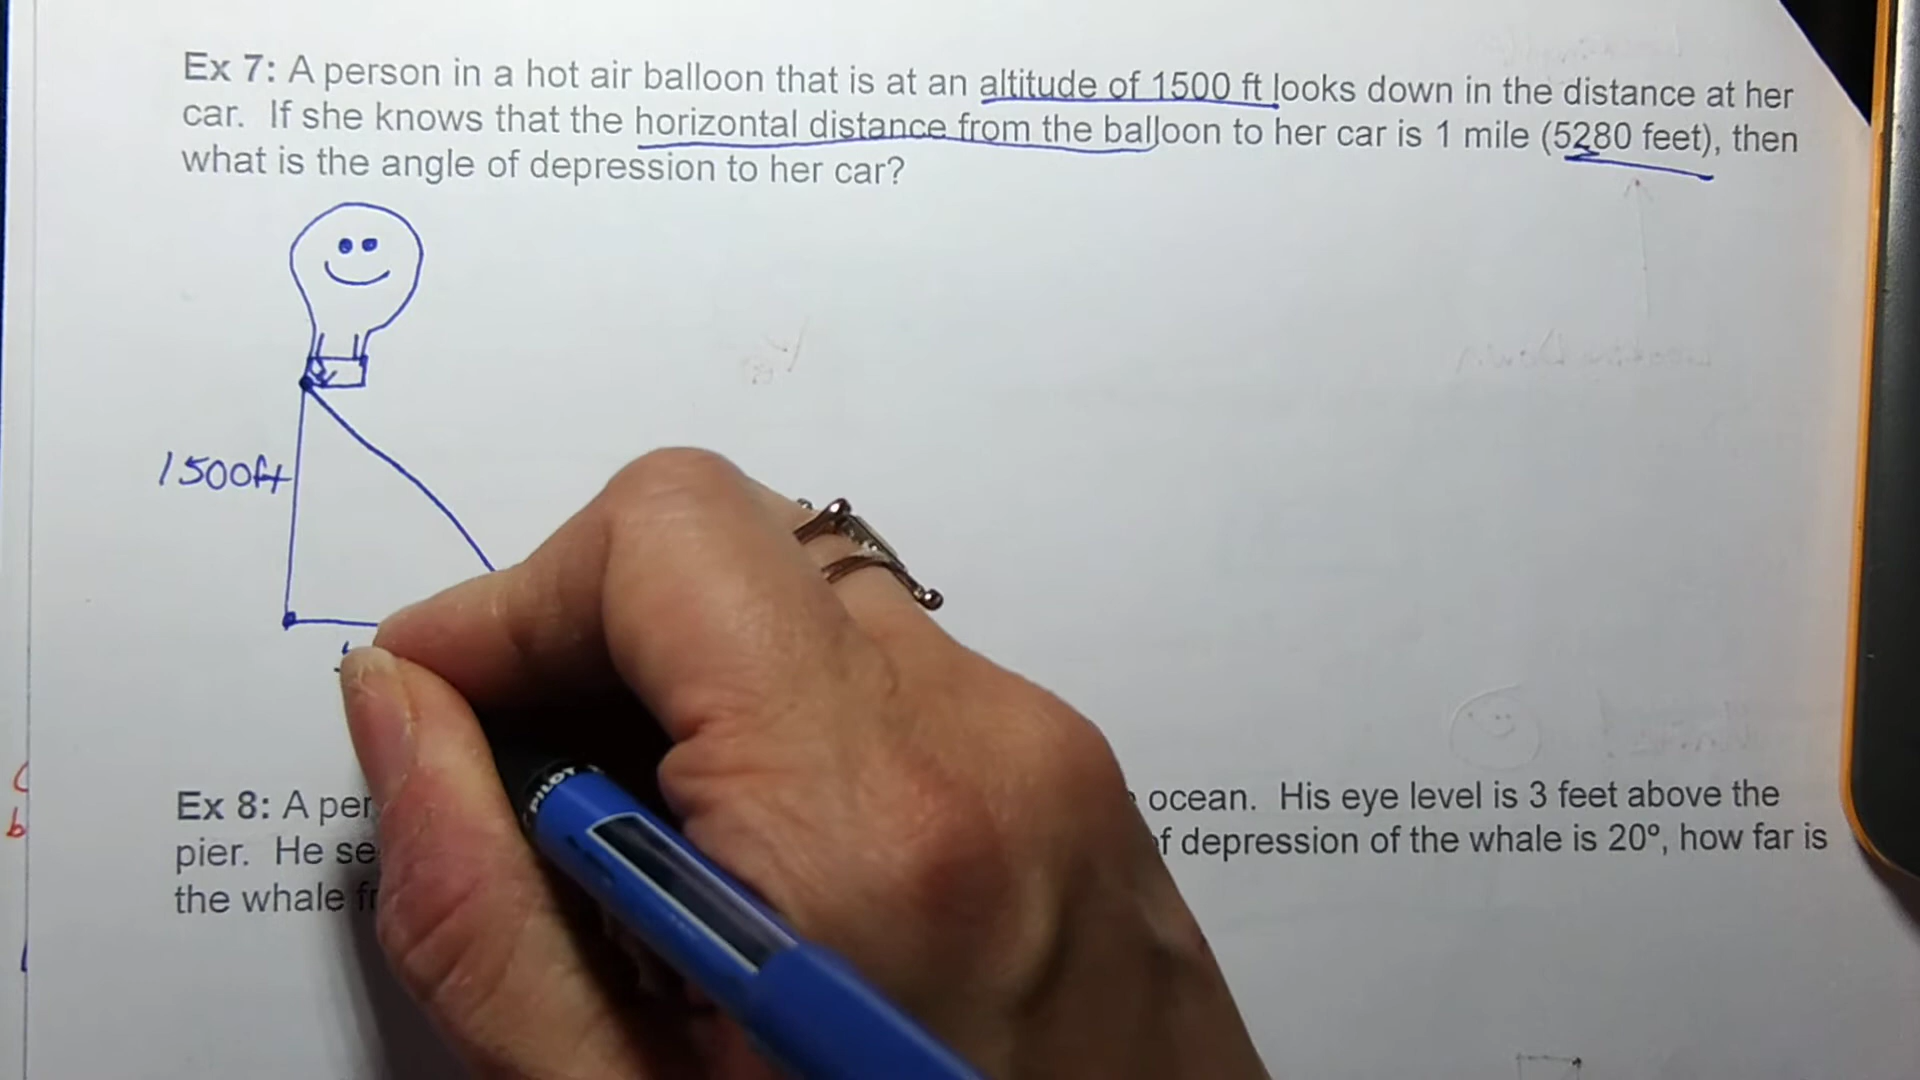 Ex 7: A person in a hot air balloon that is at an altitude of 1500 ft looks down in the distance at her
car. If she knows that the horizontal distance from the balloon to her car is 1 mile (5280 feet), then
what is the angle of depression to her car?
1500ft
Ex 8: A ocean. His eye level is 3 feet above the
pier. He depression of the whale is 20º, how far is
the whale
PILOT
b